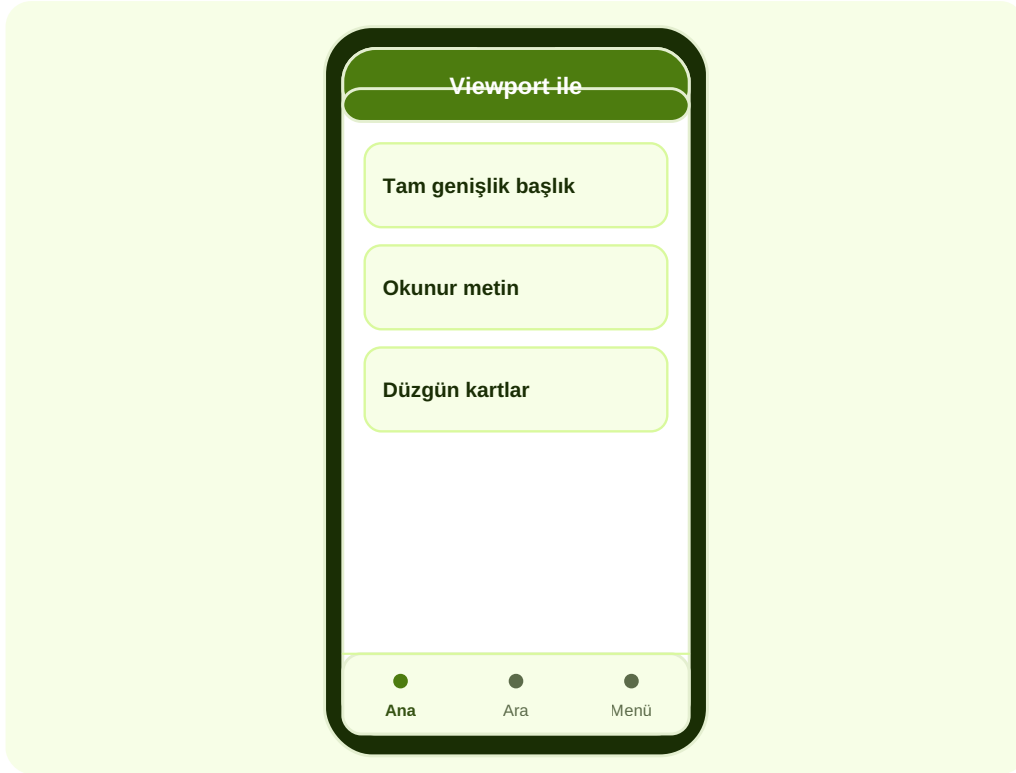 Viewport ile
Tam genişlik başlık
Okunur metin
Düzgün kartlar
Ana
Ara
Menü